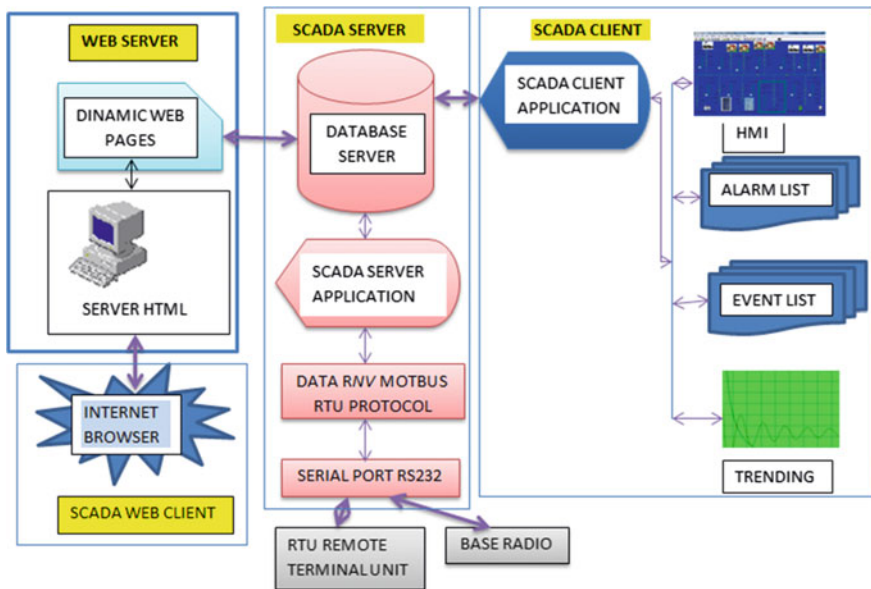 WEB SERVER
DINAMIC WEB
PAGES
SERVER HTML
INTERNET
BROWSER
SCADA WEB CLIENT
SCADA SERVER
DATABASE
SERVER
SCADA SERVER
APPLICATION
DATA RNV MOTBUS
RTU PROTOCOL
SERIAL PORT RS232
RTU REMOTE
TERMINAL UNIT
BASE RADIO
SCADA CLIENT
SCADA CLIENT
APPLICATION
HMI
ALARM LIST
EVENT LIST
TRENDING